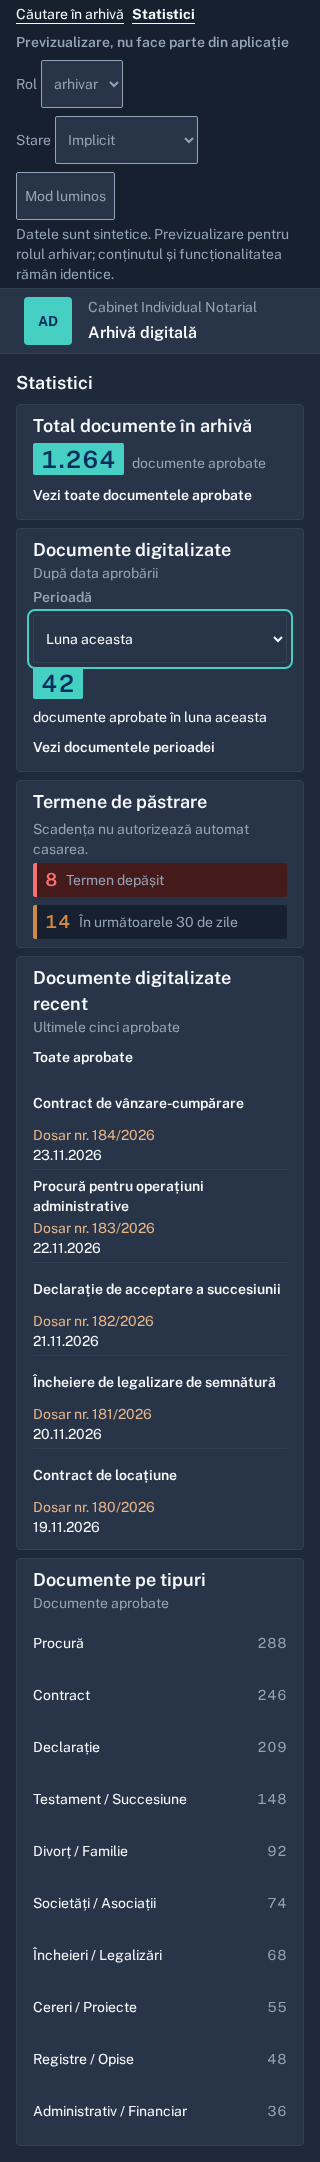 Căutare în arhivă Statistici
Previzualizare, nu face parte din aplicație
Rol arhivar
Stare Implicit
Mod luminos
Datele sunt sintetice. Previzualizare pentru
rolul arhivar; conținutul și funcționalitatea
rămân identice.
AD
Cabinet Individual Notarial
Arhivă digitală
Statistici
Total documente în arhivă
1.264 documente aprobate
Vezi toate documentele aprobate
Documente digitalizate
După data aprobării
Perioadă
Luna aceasta
42
documente aprobate în luna aceasta
Vezi documentele perioadei
Termene de păstrare
Scadența nu autorizează automat
casarea.
8 Termen depășit
14 În următoarele 30 de zile
Documente digitalizate
recent
Ultimele cinci aprobate
Toate aprobate
Contract de vânzare-cumpărare
Dosar nr. 184/2026
23.11.2026
Procură pentru operațiuni
administrative
Dosar nr. 183/2026
22.11.2026
Declarație de acceptare a succesiunii
Dosar nr. 182/2026
21.11.2026
Încheiere de legalizare de semnătură
Dosar nr. 181/2026
20.11.2026
Contract de locațiune
Dosar nr. 180/2026
19.11.2026
Documente pe tipuri
Documente aprobate
Procură 288
Contract 246
Declarație 209
Testament / Succesiune 148
Divorț / Familie 92
Societăți / Asociații 74
Încheieri / Legalizări 68
Cereri / Proiecte 55
Registre / Opise 48
Administrativ / Financiar 36